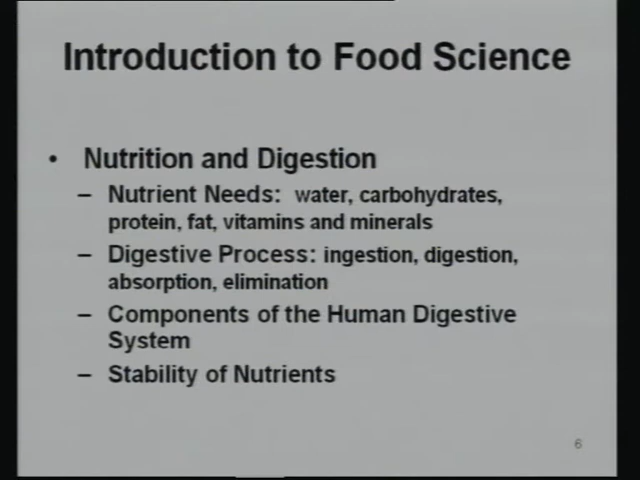 Introduction to Food Science
• Nutrition and Digestion
– Nutrient Needs: water, carbohydrates,
protein, fat, vitamins and minerals
– Digestive Process: ingestion, digestion,
absorption, elimination
– Components of the Human Digestive
System
– Stability of Nutrients
6